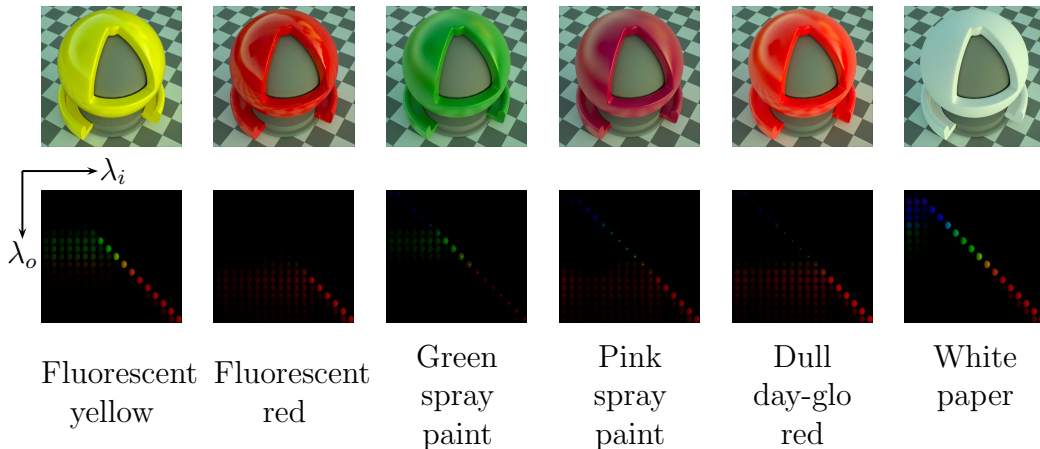 λi
λo
Fluorescent
yellow
Fluorescent
red
Green
spray
paint
Pink
spray
paint
Dull
day-glo
red
White
paper